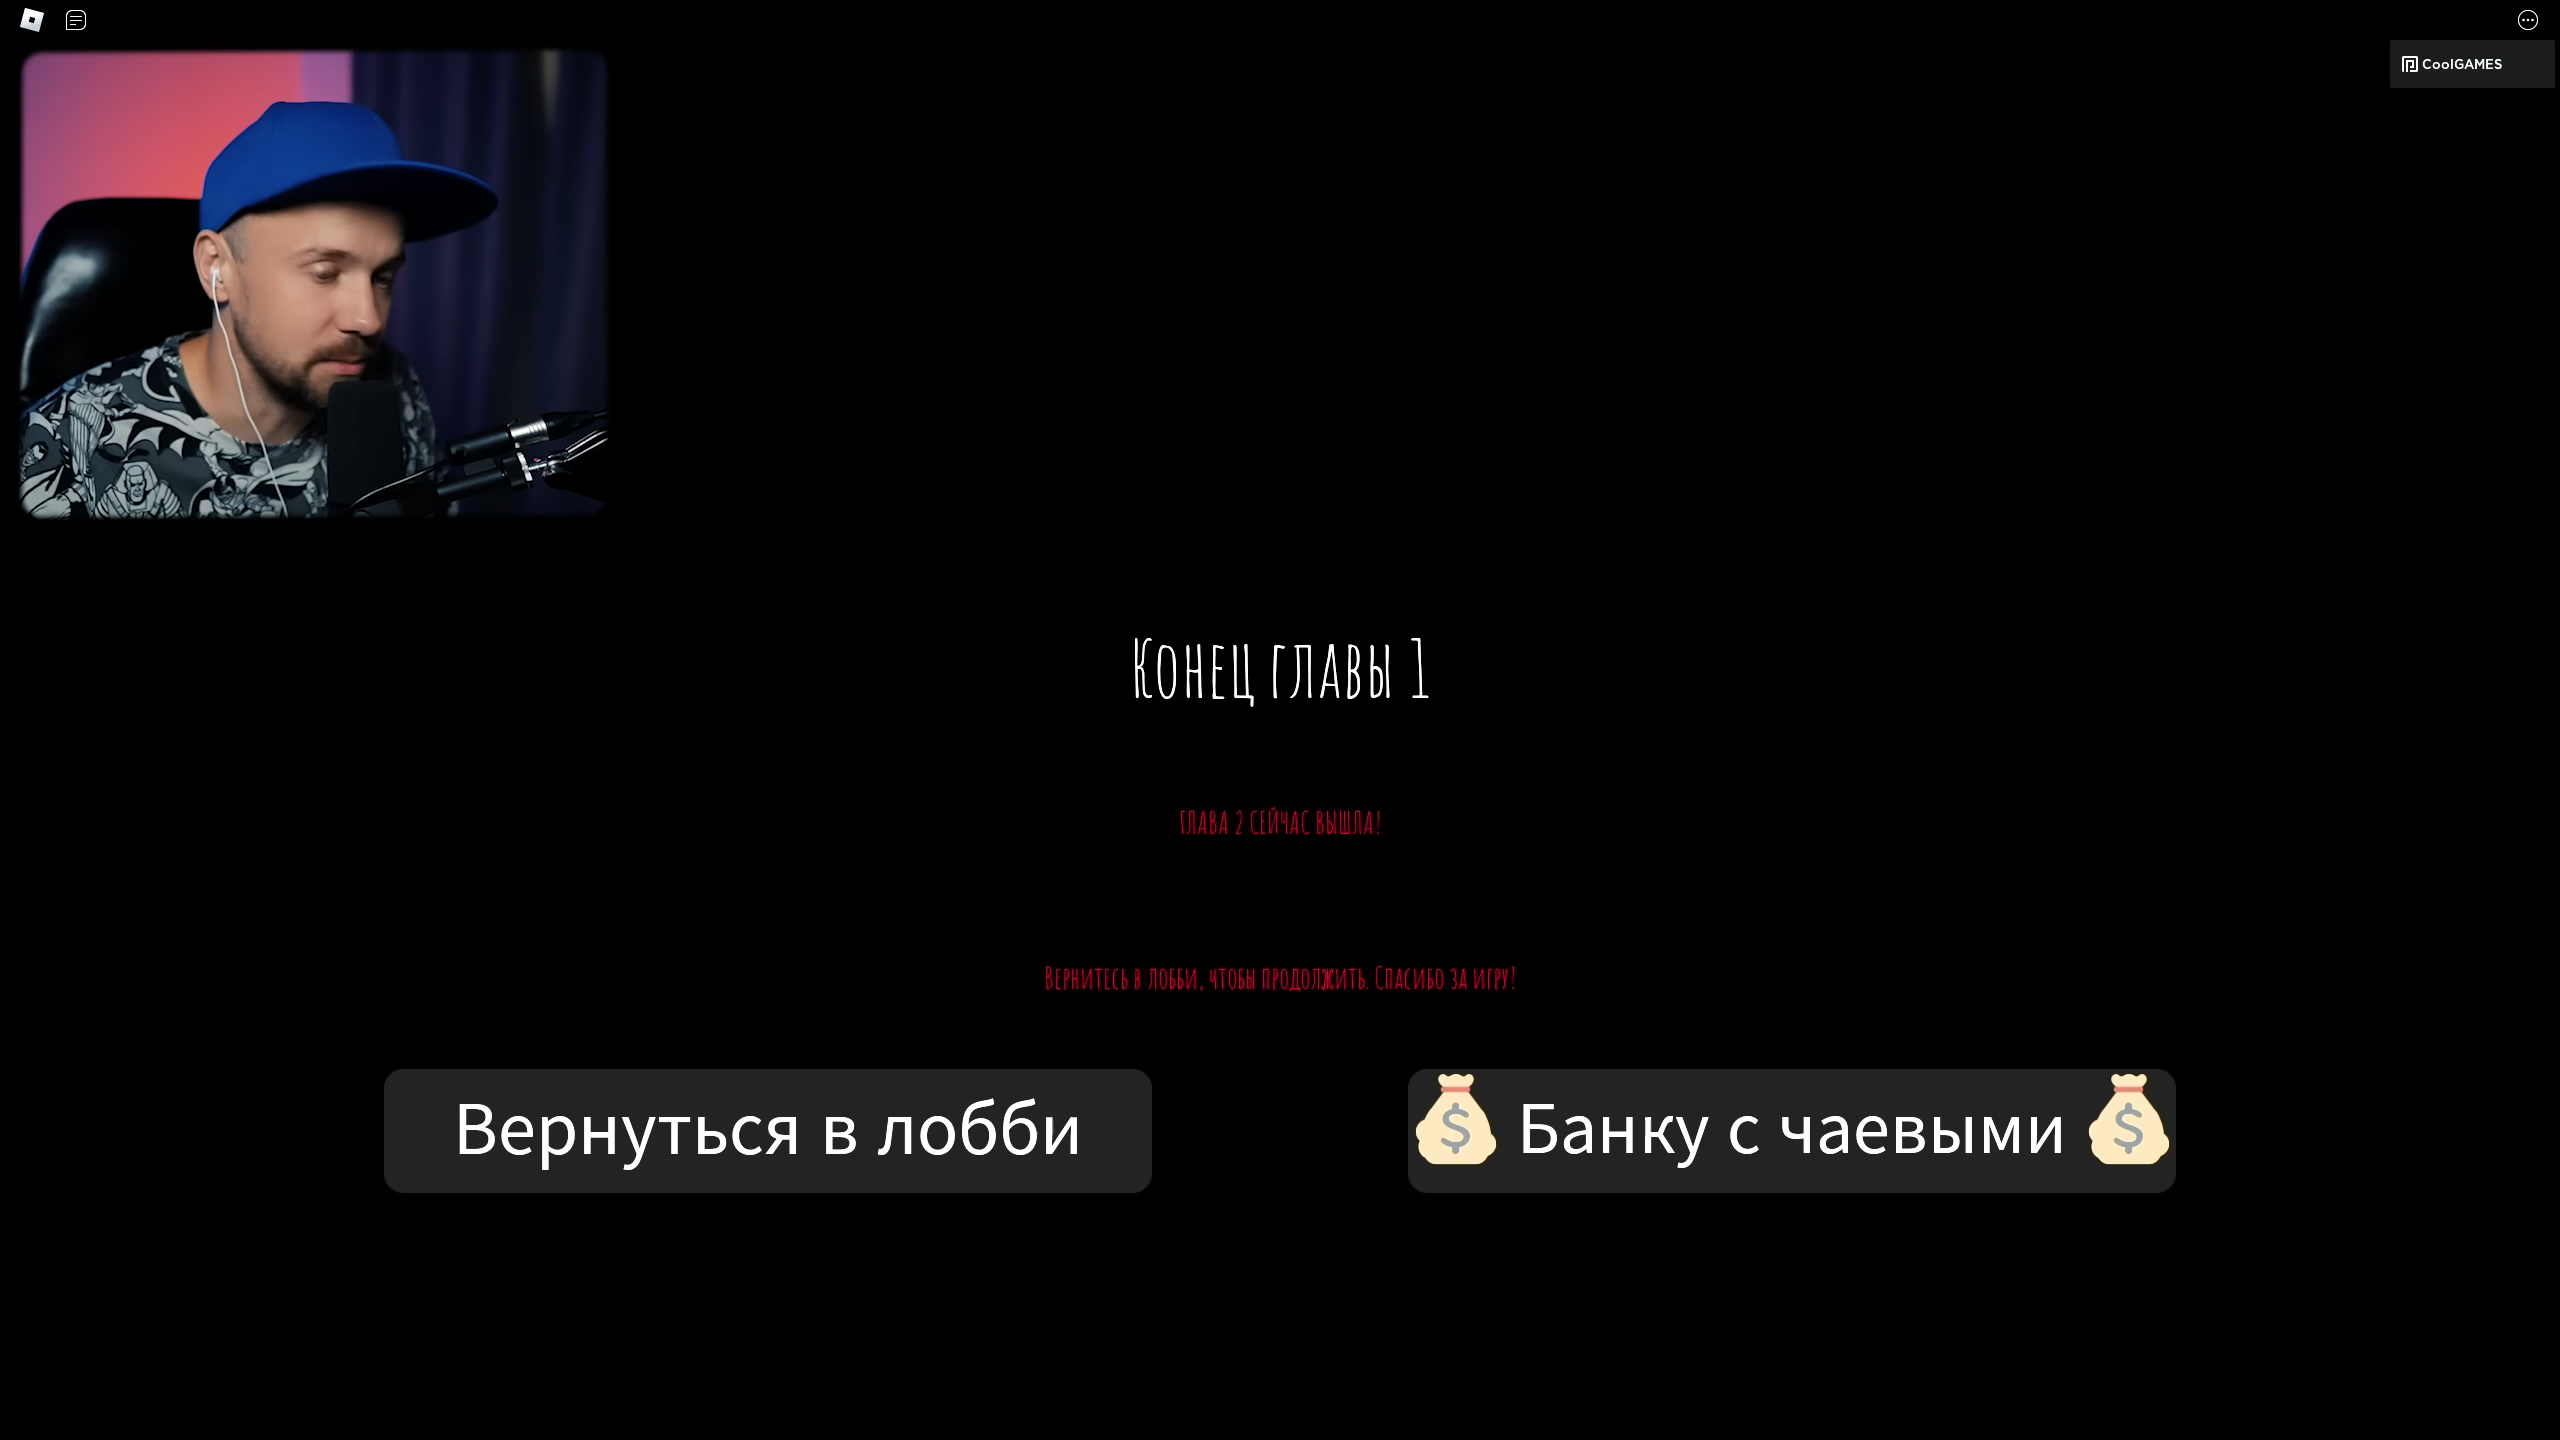 CoolGAMES
Конец главы 1
ГЛАВА 2 СЕЙЧАС ВЫШЛА!
Вернитесь в лобби, чтобы продолжить. Спасибо за игру!
Вернуться в лобби
💰 Банку с чаевыми 💰